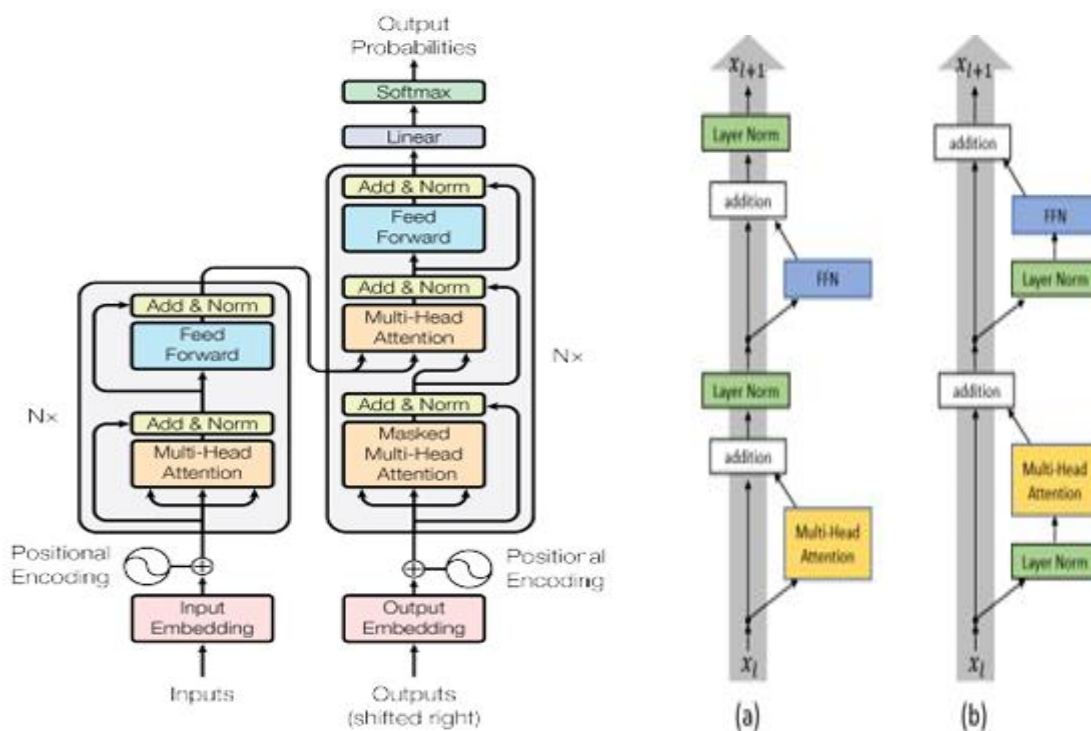 Output
Probabilities
Softmax
Linear
Add & Norm
Feed
Forward
Add & Norm
Multi-Head
Attention
Nx
Add & Norm
Masked
Multi-Head
Attention
Add & Norm
Feed
Forward
Nx
Add & Norm
Multi-Head
Attention
Positional
Encoding
Positional
Encoding
Input
Embedding
Output
Embedding
Inputs
Outputs
(shifted right)
x_{l+1}
Layer Norm
addition
FFN
Layer Norm
addition
Multi-Head
Attention
x_l
(a)
x_{l+1}
addition
FFN
Layer Norm
addition
Multi-Head
Attention
Layer Norm
x_l
(b)